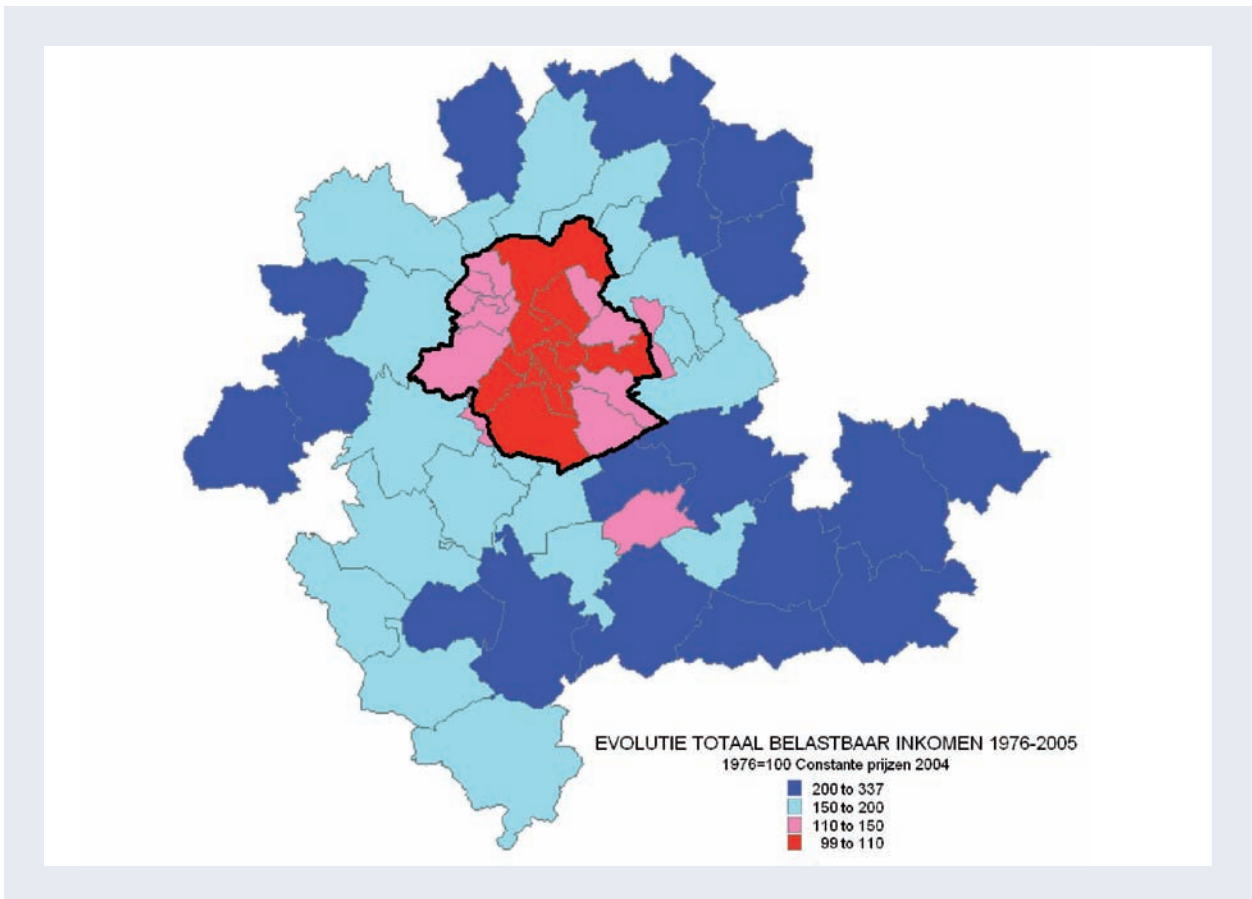 EVOLUTIE TOTAAL BELASTBAAR INKOMEN 1976-2005
1976=100 Constante prijzen 2004
200 to 337
150 to 200
110 to 150
99 to 110